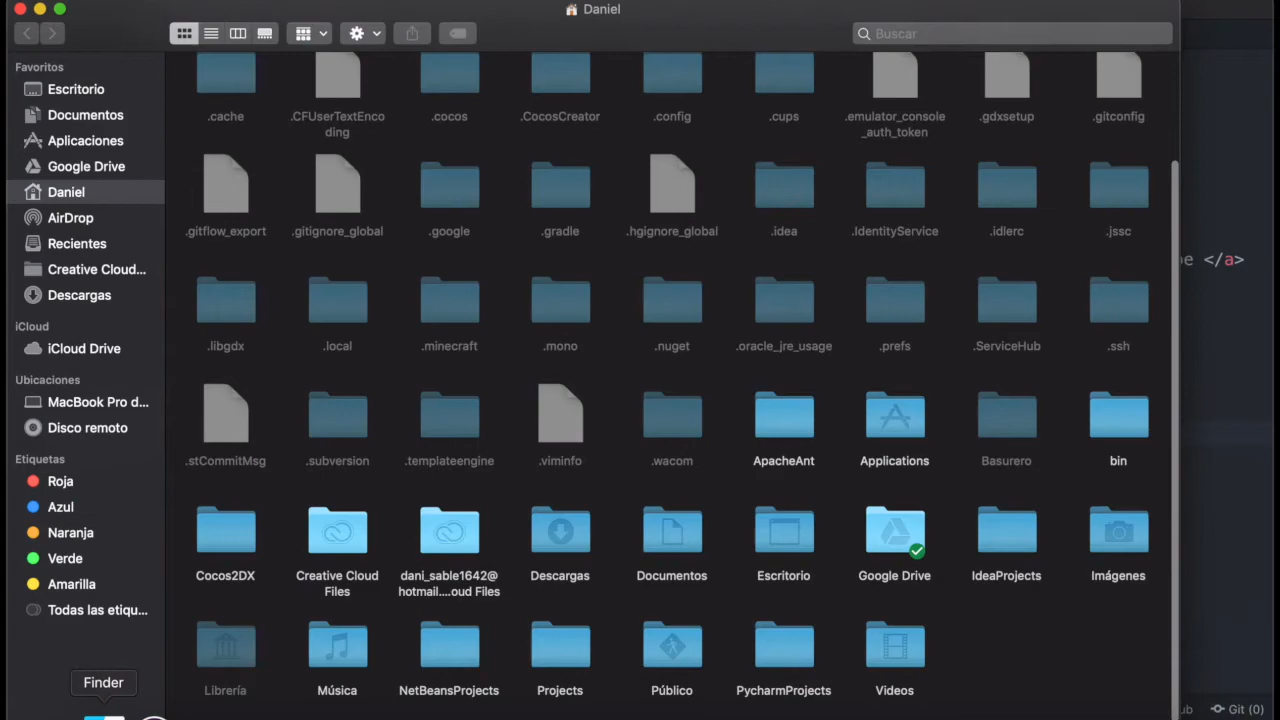 Daniel
Buscar
Favoritos
Escritorio
Documentos
Aplicaciones
Google Drive
Daniel
AirDrop
Recientes
Creative Cloud...
Descargas
iCloud
iCloud Drive
Ubicaciones
MacBook Pro d...
Disco remoto
Etiquetas
Roja
Azul
Naranja
Verde
Amarilla
Todas las etiqu...
Finder
.cache
.CFUserTextEnco
ding
.cocos
.CocosCreator
.config
.cups
.emulator_console
_auth_token
.gdxsetup
.gitconfig
.gitflow_export
.gitignore_global
.google
.gradle
.hgignore_global
.idea
.IdentityService
.idlerc
.jssc
.libgdx
.local
.minecraft
.mono
.nuget
.oracle_jre_usage
.prefs
.ServiceHub
.ssh
.stCommitMsg
.subversion
.templateengine
.viminfo
.wacom
ApacheAnt
Applications
Basurero
bin
Cocos2DX
Creative Cloud
Files
dani_sable1642@
hotmail....oud Files
Descargas
Documentos
Escritorio
Google Drive
IdeaProjects
Imágenes
Librería
Música
NetBeansProjects
Projects
Público
PycharmProjects
Videos
</a>
Git (0)